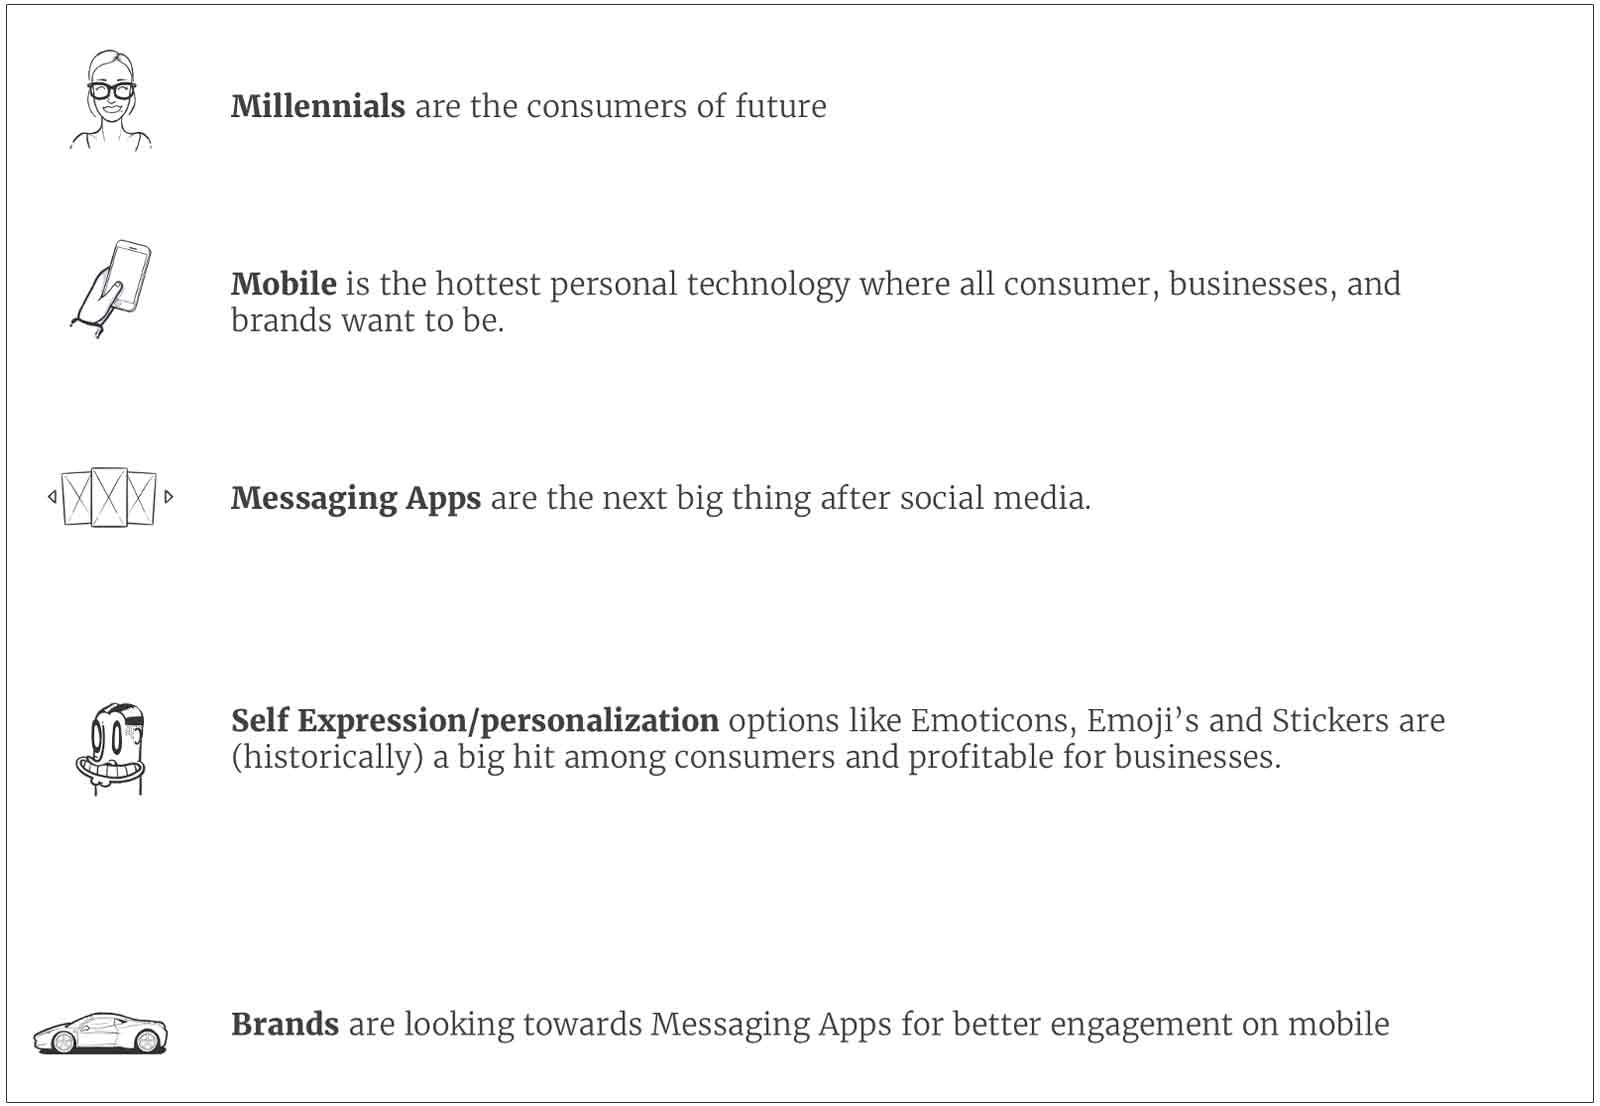 Millennials are the consumers of future
Mobile is the hottest personal technology where all consumer, businesses, and
brands want to be.
Messaging Apps are the next big thing after social media.
Self Expression/personalization options like Emoticons, Emoji’s and Stickers are
(historically) a big hit among consumers and profitable for businesses.
Brands are looking towards Messaging Apps for better engagement on mobile